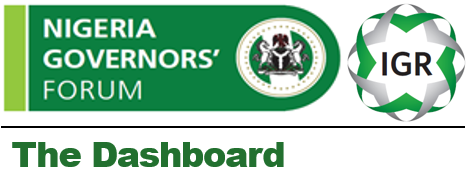 NIGERIA
GOVERNORS'
FORUM
IGR
The Dashboard